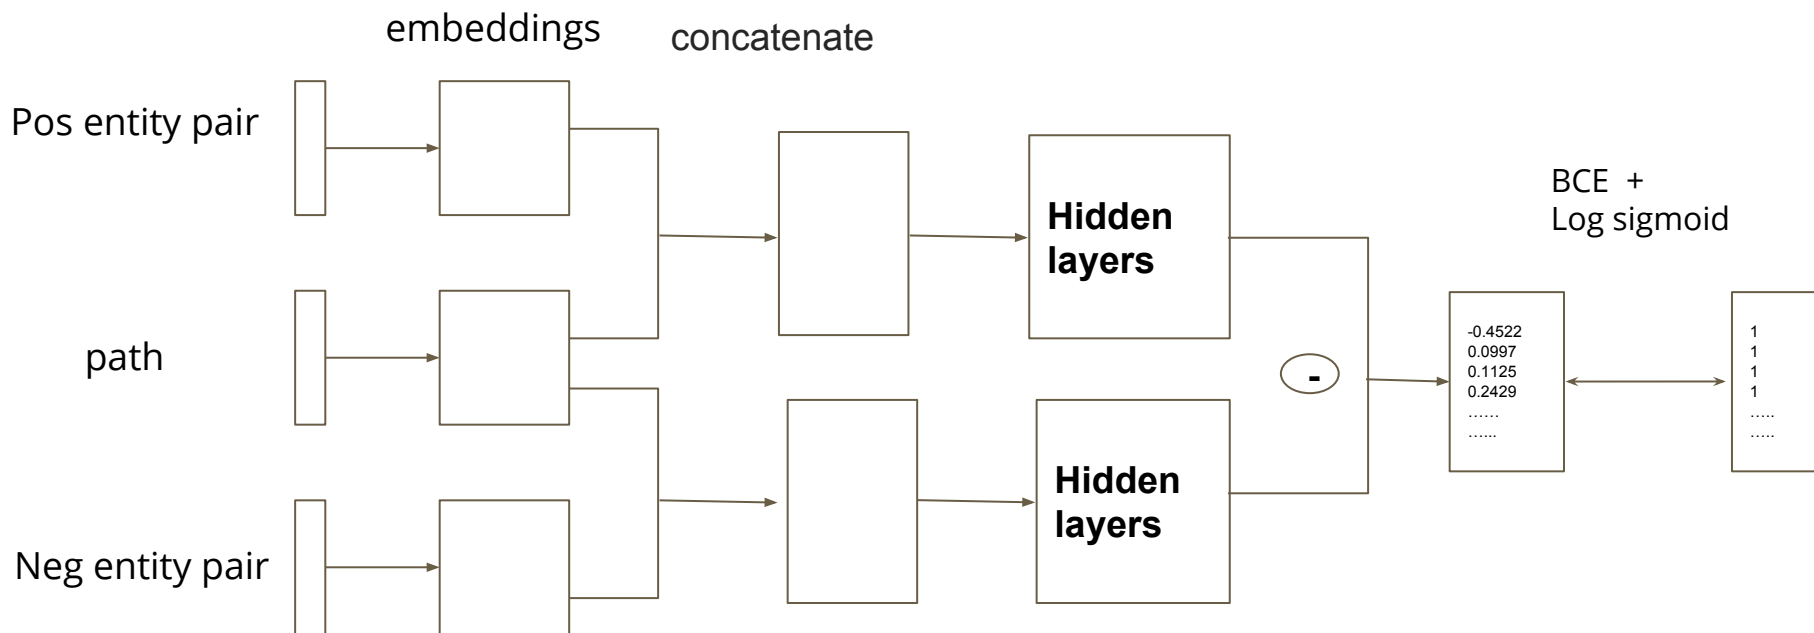 embeddings
concatenate
Pos entity pair
path
Neg entity pair
Hidden
layers
Hidden
layers
-
BCE +
Log sigmoid
-0.4522
0.0997
0.1125
0.2429
......
......
1
1
1
1
.....
.....